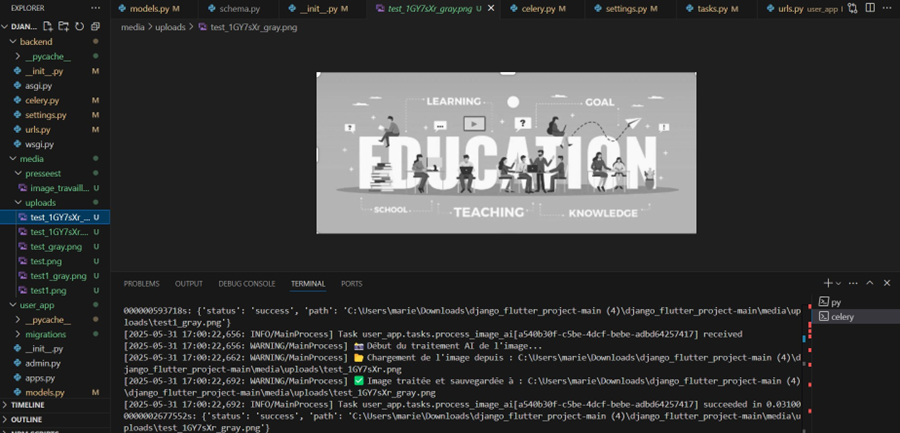 EXPLORER
models.py M
schema.py
__init__.py M
test_1GY7sXr_gray.png U
celery.py M
settings.py M
tasks.py M
urls.py user_app M
DJAN...
media > uploads > test_1GY7sXr_gray.png
backend
__pycache__
__init__.py M
asgi.py
celery.py M
settings.py M
urls.py M
wsgi.py
media
presseest
image_travaill... U
uploads
test_1GY7sXr_... U
test_1GY7sXr.... U
test_gray.png U
test.png U
test1_gray.png U
test1.png U
user_app
__pycache__
migrations
__init__.py
admin.py
apps.py
models.py M
TIMELINE
OUTLINE
LEARNING
GOAL
?
?
!
EDUCATION
SCHOOL
TEACHING
KNOWLEDGE
PROBLEMS OUTPUT DEBUG CONSOLE TERMINAL PORTS
py
celery
000000593718s: {'status': 'success', 'path': 'C:\Users\marie\Downloads\django_flutter_project-main (4)\django_flutter_project-main\media\upl
oads\test1_gray.png'}
[2025-05-31 17:00:22,656: INFO/MainProcess] Task user_app.tasks.process_image_ai[a540b30f-c5be-4dcf-bebe-adbd64257417] received
[2025-05-31 17:00:22,656: WARNING/MainProcess] 📷 Début du traitement AI de l'image...
[2025-05-31 17:00:22,662: WARNING/MainProcess] 📂 Chargement de l'image depuis : C:\Users\marie\Downloads\django_flutter_project-main (4)\dj
ango_flutter_project-main\media\uploads\test_1GY7sXr.png
[2025-05-31 17:00:22,692: WARNING/MainProcess] ✅ Image traitée et sauvegardée à : C:\Users\marie\Downloads\django_flutter_project-main (4)
\django_flutter_project-main\media\uploads\test_1GY7sXr_gray.png
[2025-05-31 17:00:22,692: INFO/MainProcess] Task user_app.tasks.process_image_ai[a540b30f-c5be-4dcf-bebe-adbd64257417] succeeded in 0.03100
0000002677552s: {'status': 'success', 'path': 'C:\Users\marie\Downloads\django_flutter_project-main (4)\django_flutter_project-main\media\u
ploads\test_1GY7sXr_gray.png'}